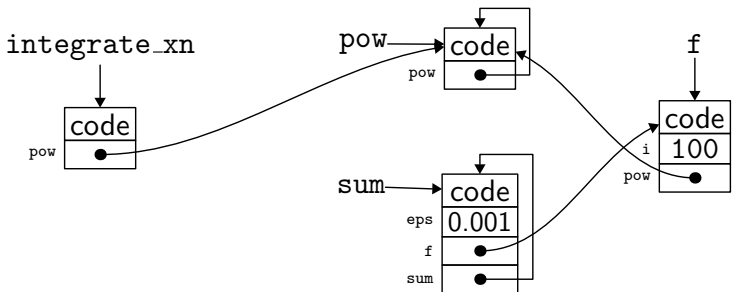 integrate_xn
code
pow
pow
code
pow
sum
code
eps 0.001
f
sum
f
code
i 100
pow